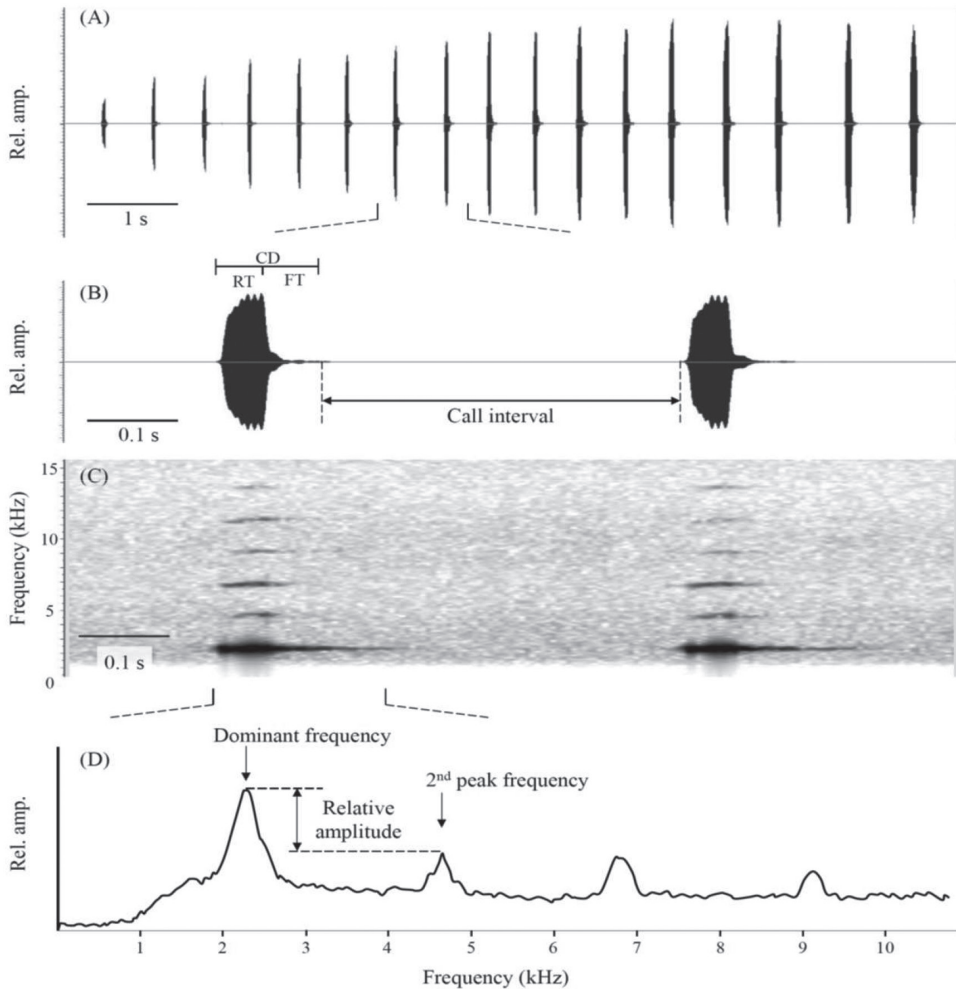 (A)
Rel. amp.
1 s
CD
RT FT
(B)
Rel. amp.
Call interval
0.1 s
(C)
15
10
5
0
Frequency (kHz)
0.1 s
Dominant frequency
(D)
2nd peak frequency
Relative
amplitude
Rel. amp.
1 2 3 4 5 6 7 8 9 10
Frequency (kHz)